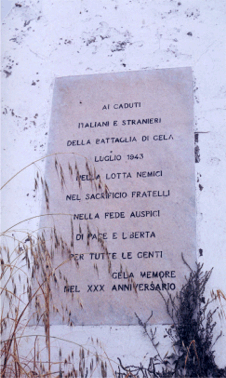 AI CADUTI
ITALIANI E STRANIERI
DELLA BATTAGLIA DI GELA
LUGLIO 1943
NELLA LOTTA NEMICI
NEL SACRIFICIO FRATELLI
NELLA FEDE AUSPICI
DI PACE E LIBERTA
PER TUTTE LE GENTI
GELA MEMORE
NEL XXX ANNIVERSARIO